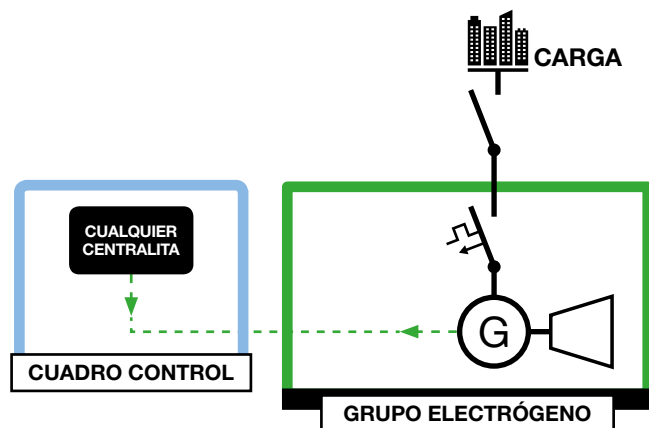 CARGA
CUALQUIER
CENTRALITA
G
CUADRO CONTROL
GRUPO ELECTRÓGENO